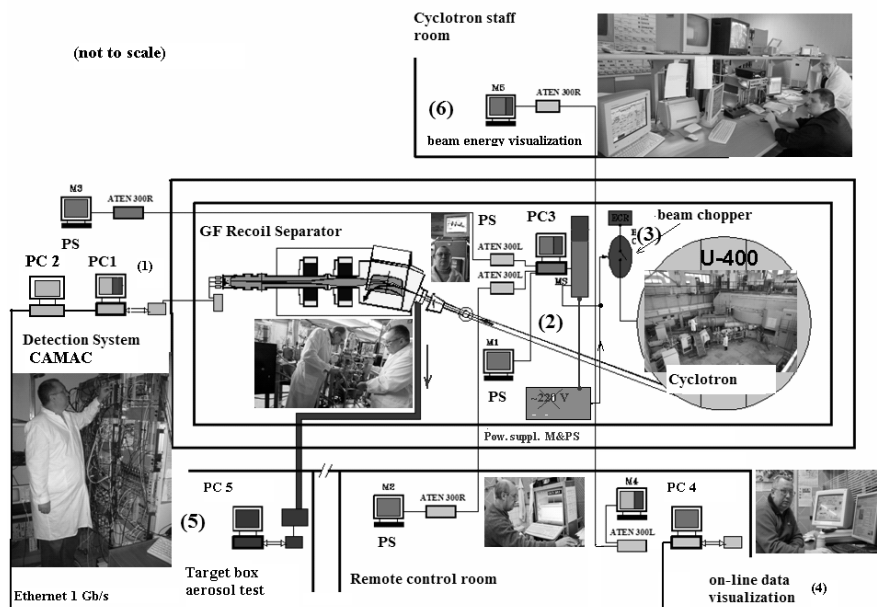 Cyclotron staff
room
(not to scale)
M5
ATEN 300R
(6)
beam energy visualization
M3
ATEN 300R
PS
GF Recoil Separator
PS
PC3
ECR
beam chopper
(3)
ATEN 300L
ATEN 300L
MS
U-400
PC 2
PC1
(1)
(2)
Detection System
CAMAC
M1
PS
Cyclotron
~220 V
Pow. suppl. M&PS
PC 5
(5)
M2
ATEN 300R
PS
M4
PC 4
ATEN 300L
Target box
aerosol test
Remote control room
on-line data
visualization
(4)
Ethernet 1 Gb/s